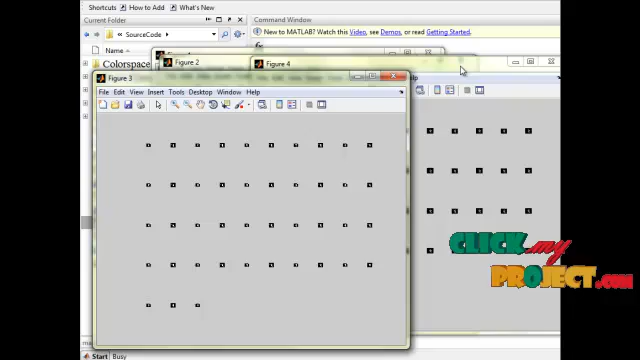 Shortcuts How to Add What's New
Current Folder
Command Window
« SourceCode
New to MATLAB? Watch this Video, see Demos, or read Getting Started.
Name
Colorspace
Figure 2
Figure 4
Figure 3
File Edit View Insert Tools Desktop Window Help
Help
CLICK my
PROJECT.COM
Start Busy